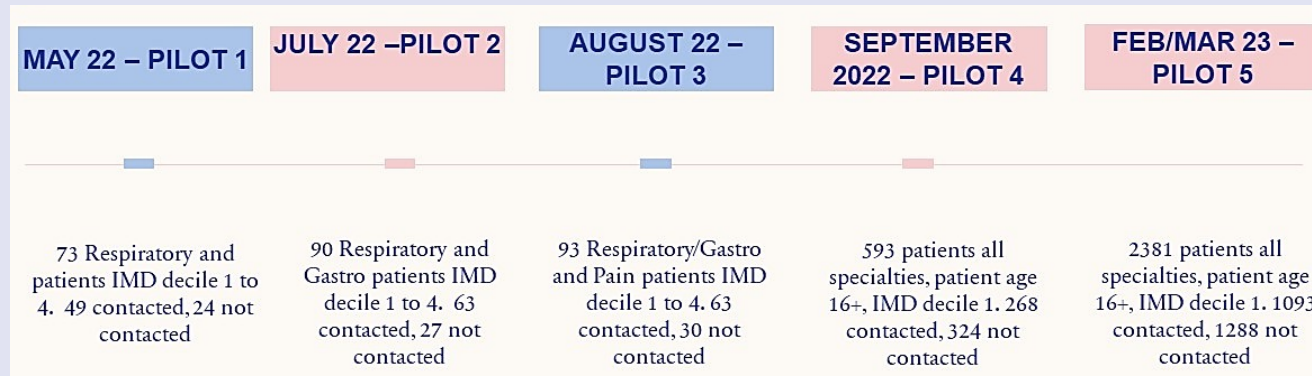 MAY 22 – PILOT 1
JULY 22 –PILOT 2
AUGUST 22 –
PILOT 3
SEPTEMBER
2022 – PILOT 4
FEB/MAR 23 –
PILOT 5
73 Respiratory and
patients IMD decile 1 to
4. 49 contacted, 24 not
contacted
90 Respiratory and
Gastro patients IMD
decile 1 to 4. 63
contacted, 27 not
contacted
93 Respiratory/Gastro
and Pain patients IMD
decile 1 to 4. 63
contacted, 30 not
contacted
593 patients all
specialties, patient age
16+, IMD decile 1. 268
contacted, 324 not
contacted
2381 patients all
specialties, patient age
16+, IMD decile 1. 1093
contacted, 1288 not
contacted